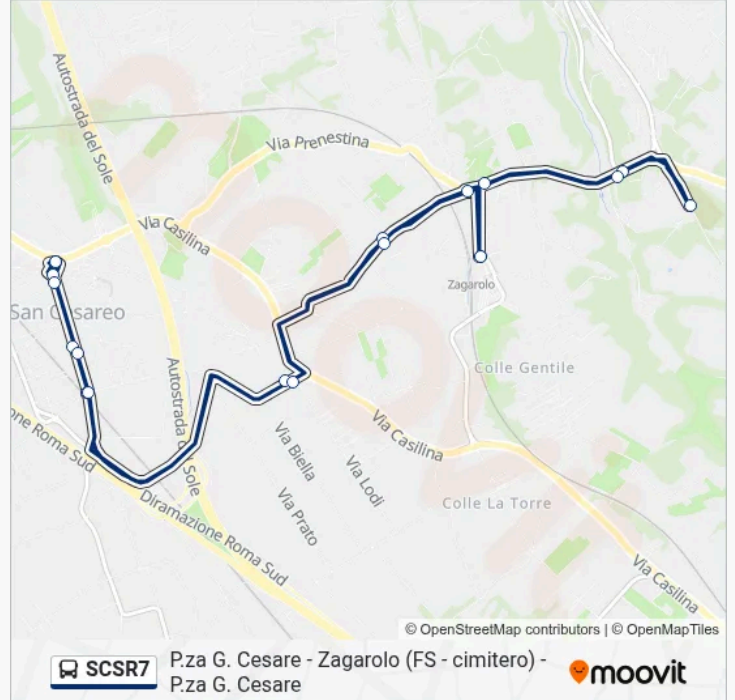 Autostrada del Sole
Via Prenestina
Via Casilina
San Cesareo
Zagarolo
Colle Gentile
Autostrada del Sole
Via Casilina
one Roma Sud
Via Biella
Via Lodi
Via Prato
Colle La Torre
Diramazione Roma Sud
Via Casilina
© OpenStreetMap contributors | © OpenMapTiles
SCSR7
P.za G. Cesare - Zagarolo (FS - cimitero) -
P.za G. Cesare
moovit